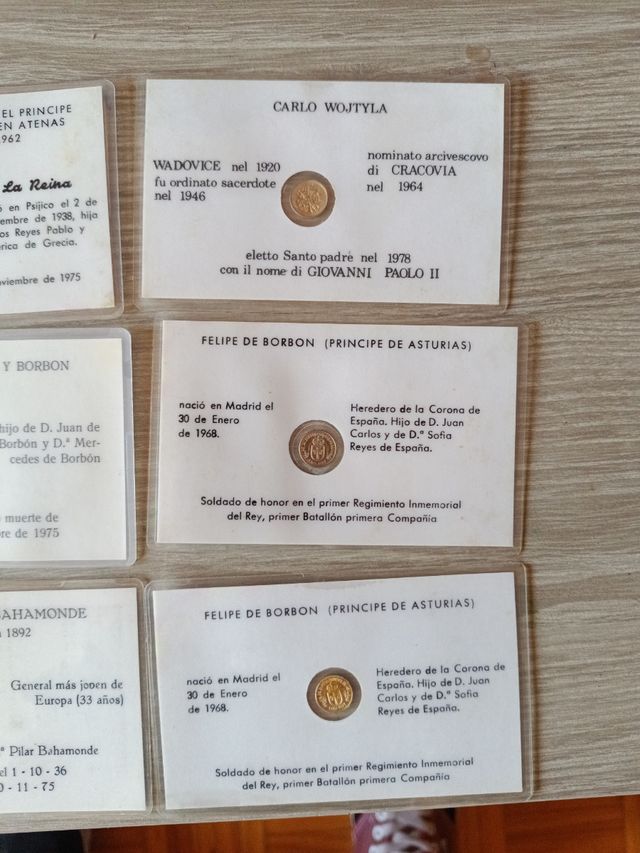 EL PRINCIPE
EN ATENAS
1962
La Reina
en Psijico el 2 de
embre de 1938, hija
os Reyes Pablo y
rica de Grecia.
oviembre de 1975
CARLO WOJTYLA
WADOVICE nel 1920
fu ordinato sacerdote
nel 1946
nominato arcivescovo
di CRACOVIA
nel 1964
eletto Santo padre nel 1978
con il nome di GIOVANNI PAOLO II
Y BORBON
hijo de D. Juan de
Borbón y D.ª Mer-
cedes de Borbón
muerte de
re de 1975
FELIPE DE BORBON (PRINCIPE DE ASTURIAS)
nació en Madrid el
30 de Enero
de 1968.
Heredero de la Corona de
España. Hijo de D. Juan
Carlos y de D.ª Sofia
Reyes de España.
Soldado de honor en el primer Regimiento Inmemorial
del Rey, primer Batallón primera Compañía
BAHAMONDE
1892
General más joven de
Europa (33 años)
ª Pilar Bahamonde
el 1 - 10 - 36
0 - 11 - 75
FELIPE DE BORBON (PRINCIPE DE ASTURIAS)
nació en Madrid el
30 de Enero
de 1968.
Heredero de la Corona de
España. Hijo de D. Juan
Carlos y de D.ª Sofia
Reyes de España.
Soldado de honor en el primer Regimiento Inmemorial
del Rey, primer Batallón primera Compañía